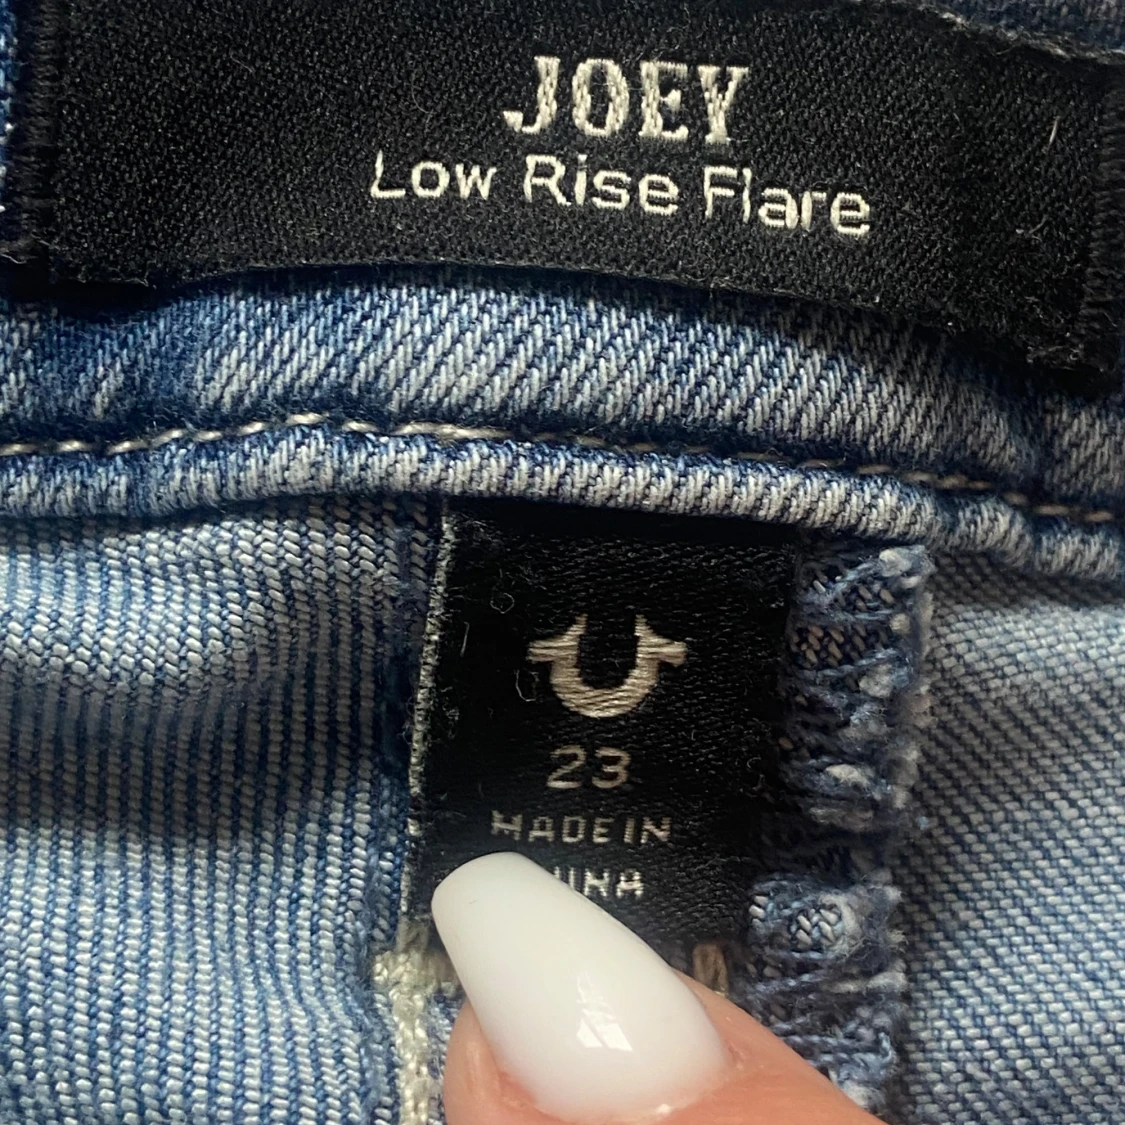 JOEY
Low Rise Flare
23
MADE IN